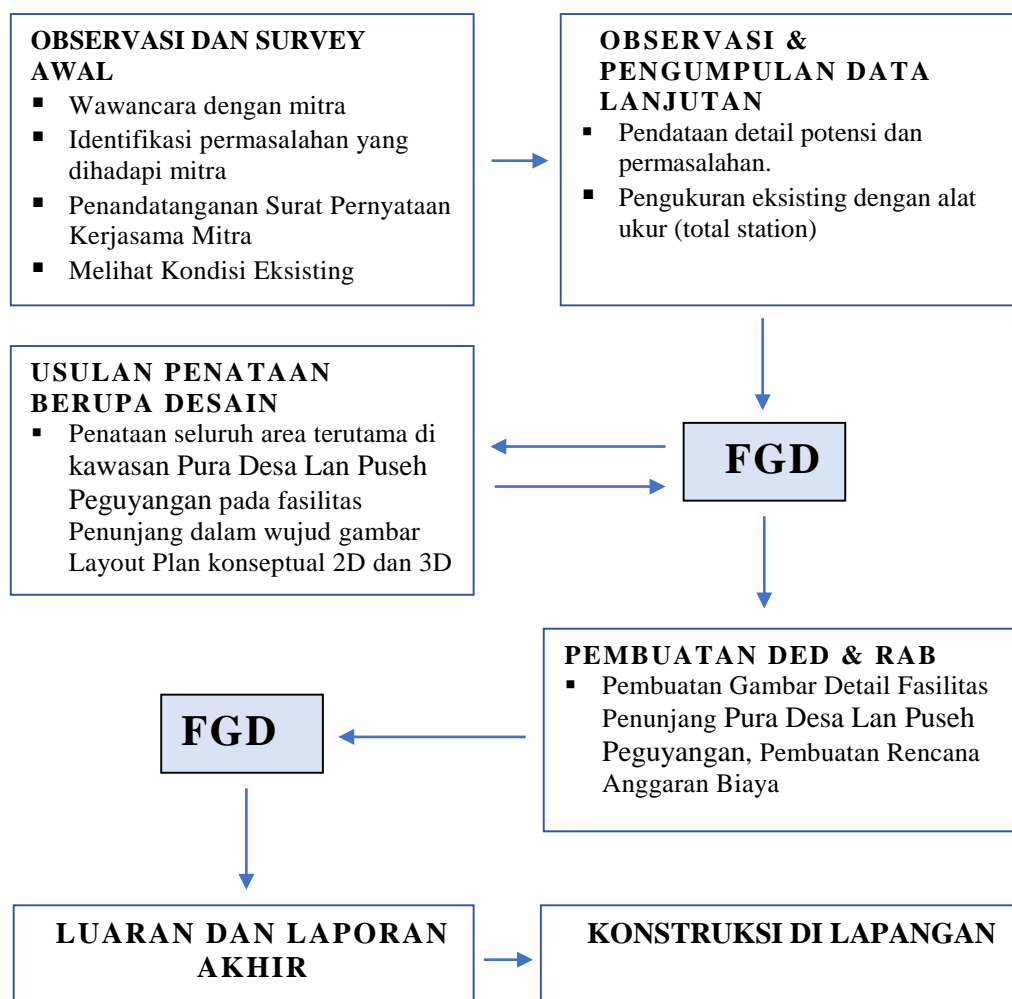 OBSERVASI DAN SURVEY
AWAL
▪ Wawancara dengan mitra
▪ Identifikasi permasalahan yang
dihadapi mitra
▪ Penandatanganan Surat Pernyataan
Kerjasama Mitra
▪ Melihat Kondisi Eksisting
OBSERVASI &
PENGUMPULAN DATA
LANJUTAN
▪ Pendataan detail potensi dan
permasalahan.
▪ Pengukuran eksisting dengan alat
ukur (total station)
USULAN PENATAAN
BERUPA DESAIN
▪ Penataan seluruh area terutama di
kawasan Pura Desa Lan Puseh
Peguyangan pada fasilitas
Penunjang dalam wujud gambar
Layout Plan konseptual 2D dan 3D
FGD
PEMBUATAN DED & RAB
▪ Pembuatan Gambar Detail Fasilitas
Penunjang Pura Desa Lan Puseh
Peguyangan, Pembuatan Rencana
Anggaran Biaya
FGD
LUARAN DAN LAPORAN
AKHIR
KONSTRUKSI DI LAPANGAN